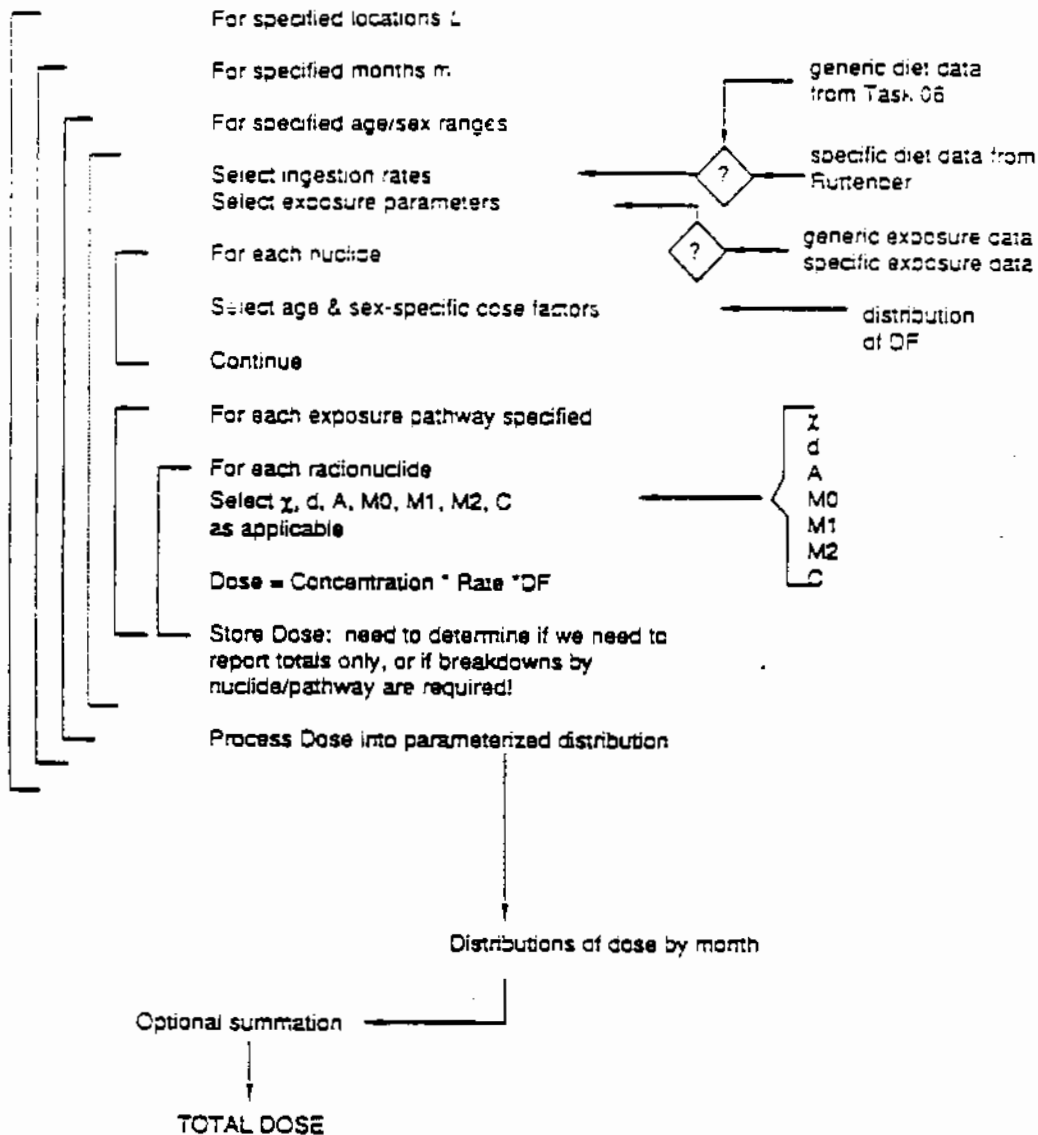 For specified locations L
For specified months m
For specified age/sex ranges
generic diet data
from Task 06
Select ingestion rates
Select exposure parameters
?
specific diet data from
Ruttenber
For each nuclide
?
generic exposure data
specific exposure data
Select age & sex-specific dose factors
distribution
of DF
Continue
For each exposure pathway specified
For each radionuclide
Select χ, d, A, M0, M1, M2, C
as applicable
χ
d
A
M0
M1
M2
C
Dose = Concentration * Rate *DF
Store Dose: need to determine if we need to
report totals only, or if breakdowns by
nuclide/pathway are required!
Process Dose into parameterized distribution
Distributions of dose by month
Optional summation
TOTAL DOSE